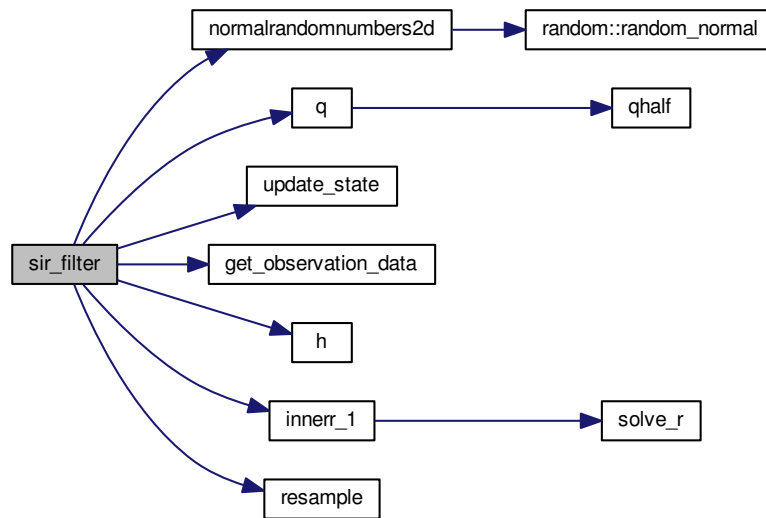 normalrandomnumbers2d
random::random_normal
q
qhalf
update_state
sir_filter
get_observation_data
h
innerr_1
solve_r
resample